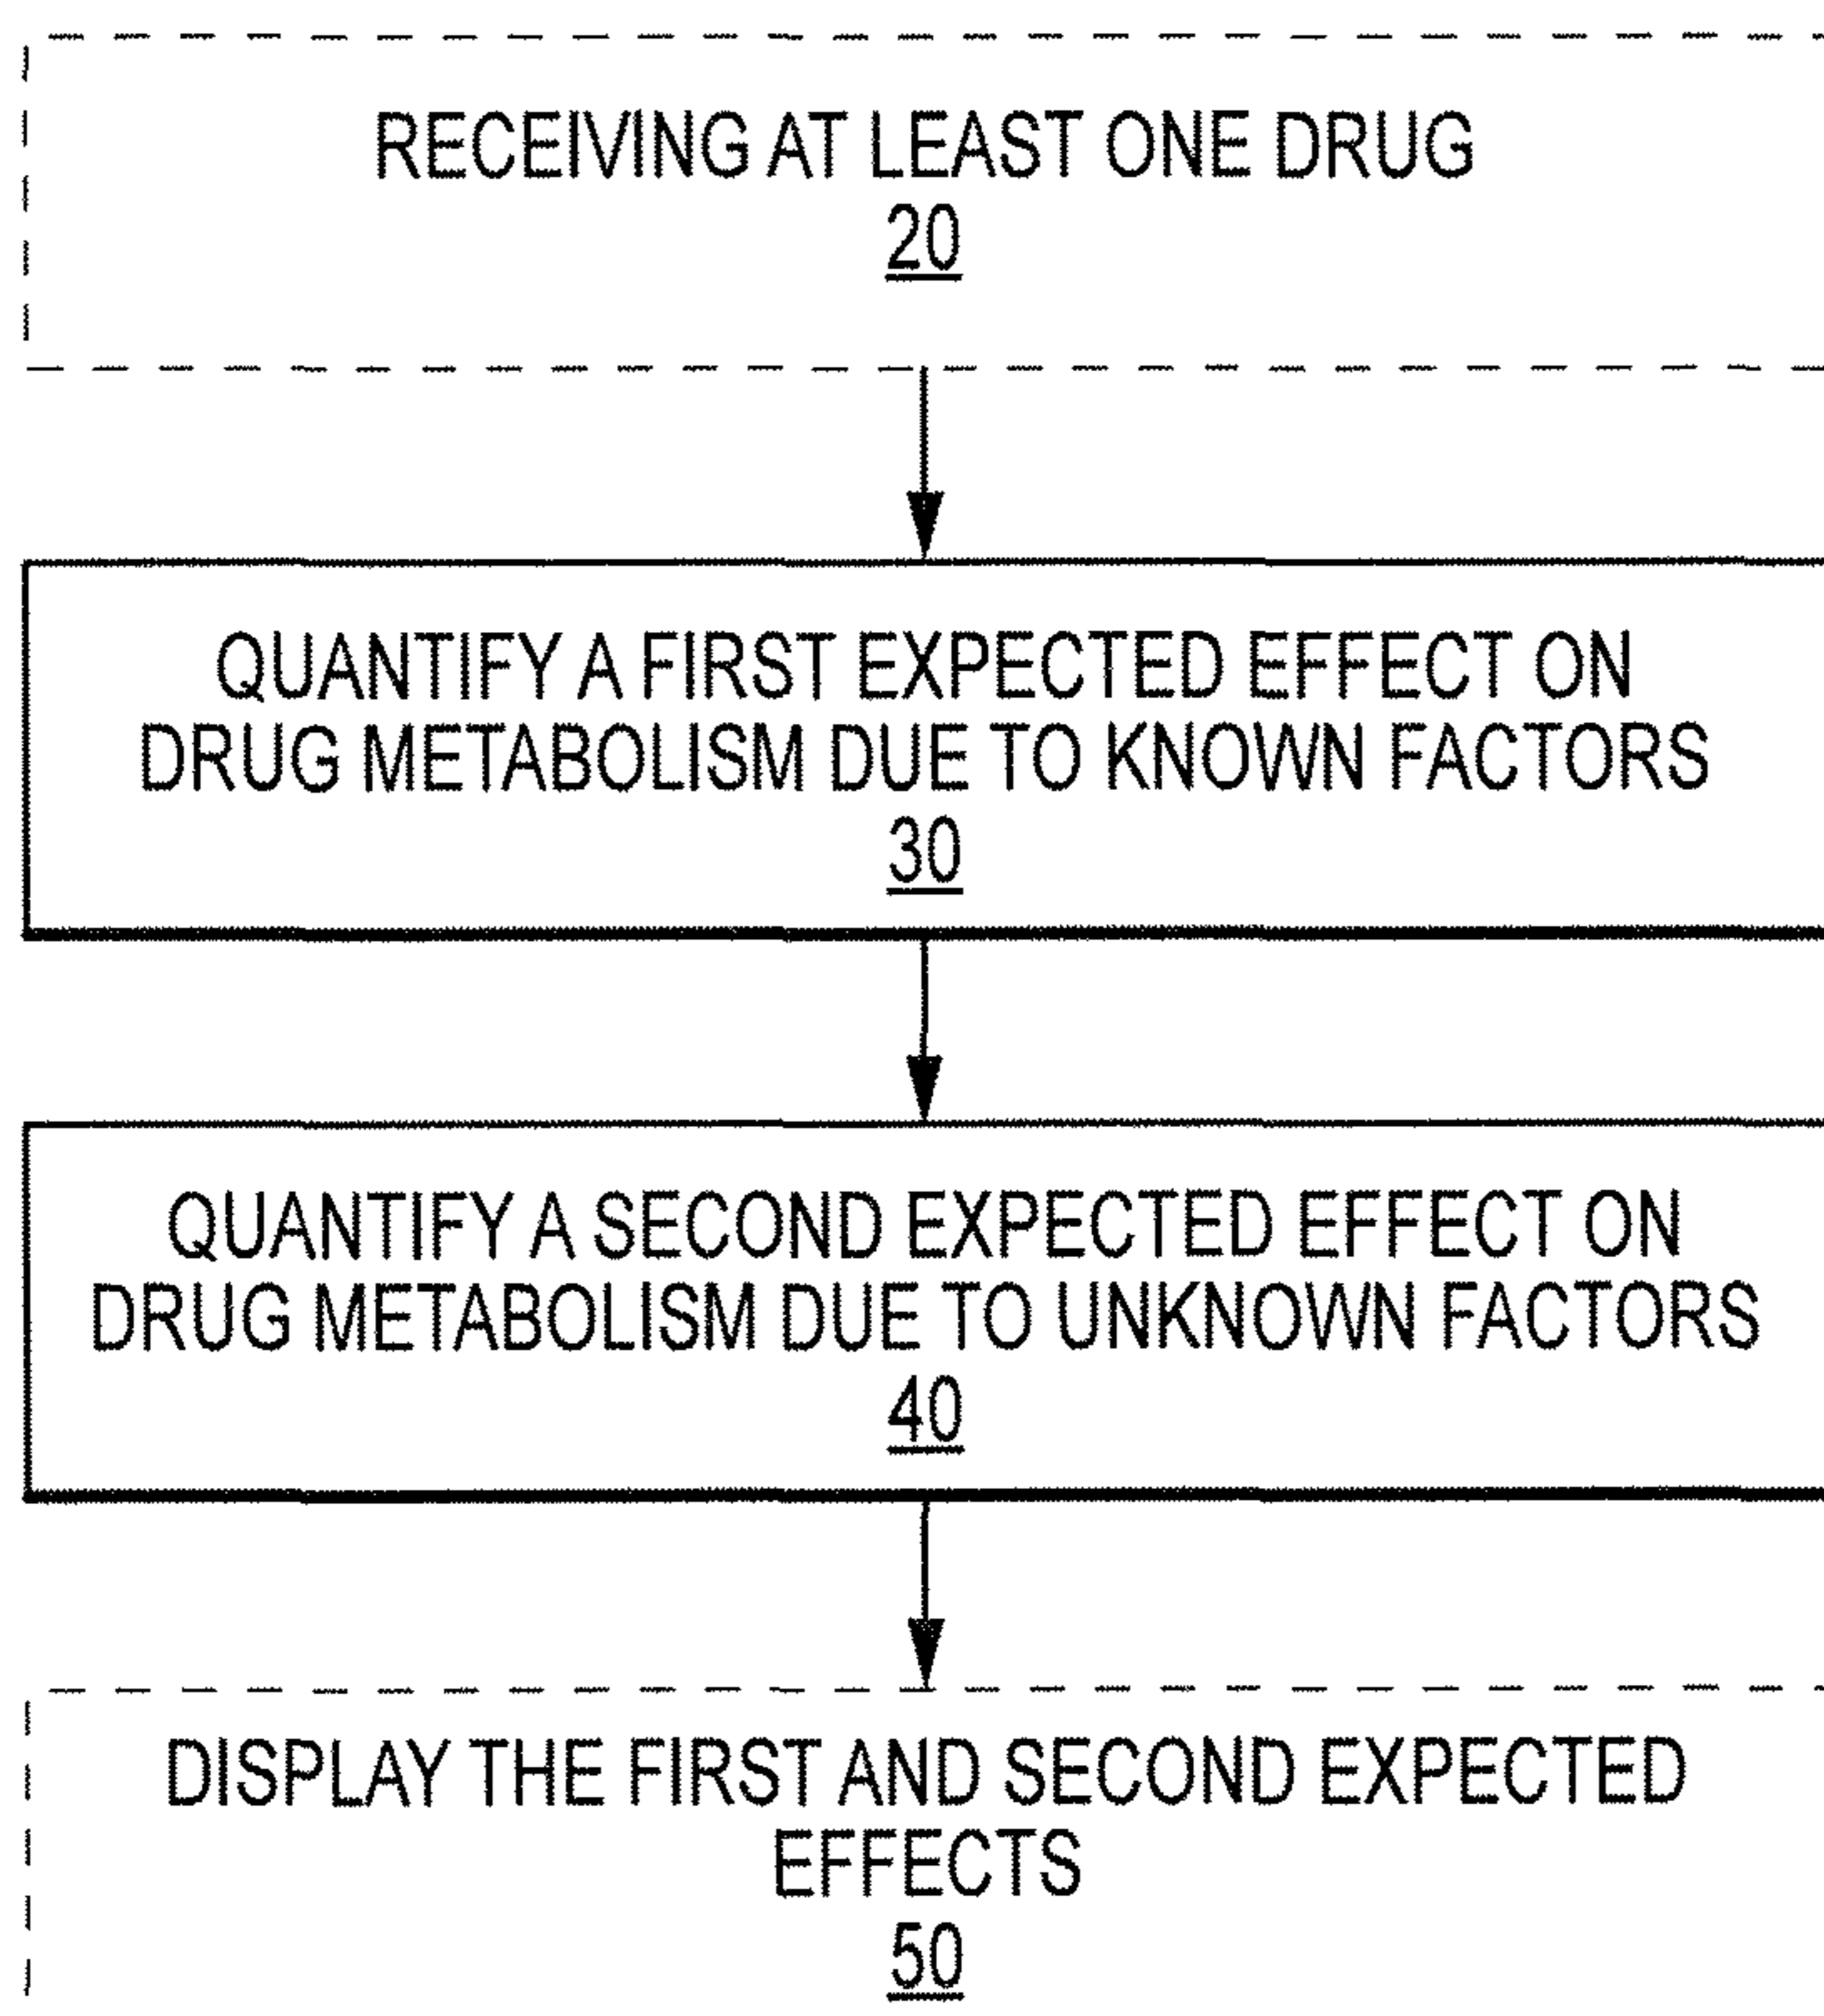 RECEIVING AT LEAST ONE DRUG
20
QUANTIFY A FIRST EXPECTED EFFECT ON
DRUG METABOLISM DUE TO KNOWN FACTORS
30
QUANTIFY A SECOND EXPECTED EFFECT ON
DRUG METABOLISM DUE TO UNKNOWN FACTORS
40
DISPLAY THE FIRST AND SECOND EXPECTED
EFFECTS
50